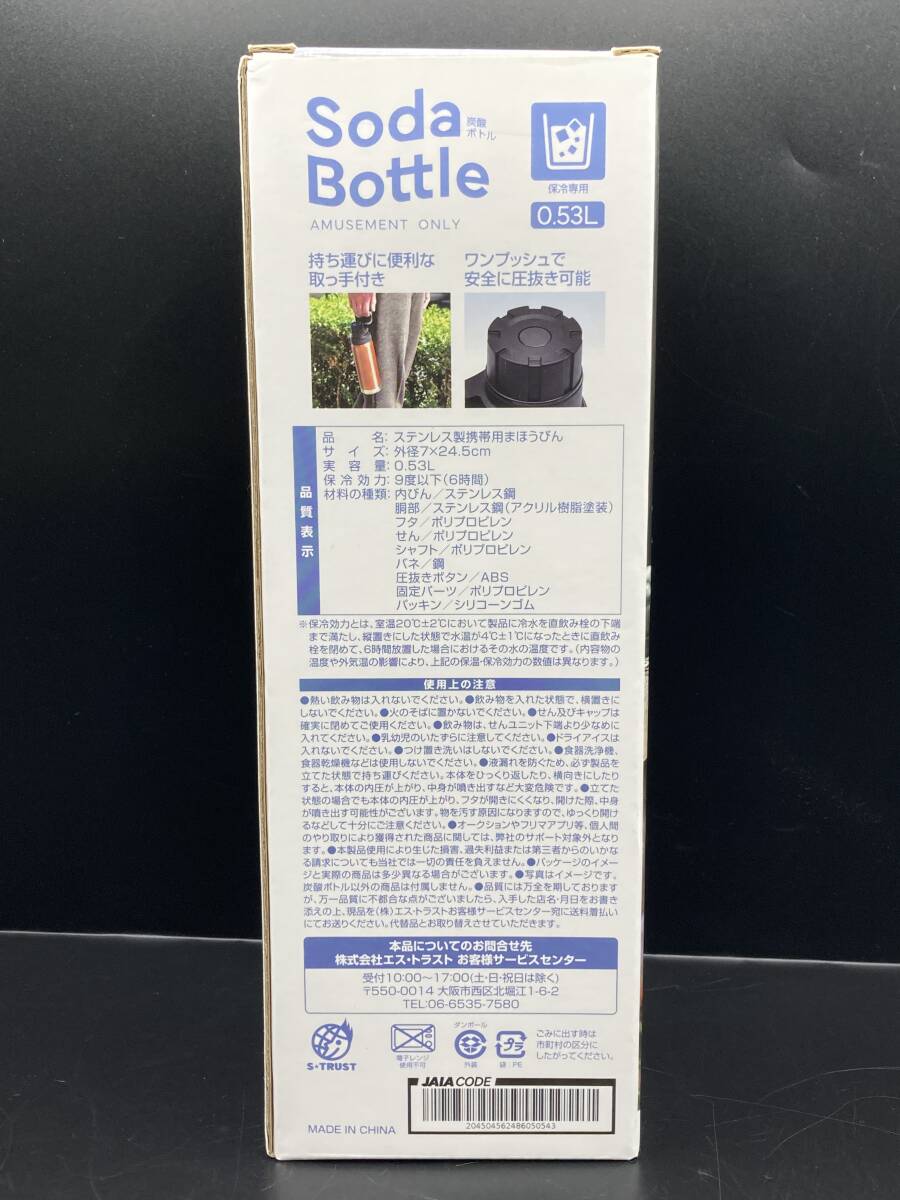 Soda
炭酸
ボトル
Bottle
AMUSEMENT ONLY
保冷専用
0.53L
持ち運びに便利な
取っ手付き
ワンプッシュで
安全に圧抜き可能
品質表示
品名:ステンレス製携帯用まほうびん
サイズ:外径7×24.5cm
実容量:0.53L
保冷効力:9度以下(6時間)
材料の種類:内びん/ステンレス鋼
胴部/ステンレス鋼(アクリル樹脂塗装)
フタ/ポリプロピレン
せん/ポリプロピレン
シャフト/ポリプロピレン
バネ/鋼
圧抜きボタン/ABS
固定パーツ/ポリプロピレン
パッキン/シリコーンゴム
※保冷効力とは、室温20℃±2℃において製品に冷水を直飲み栓の下端
まで満たし、縦置きにした状態で水温が4℃±1℃になったときに直飲み
栓を閉めて、6時間放置した場合におけるその水の温度です。(内容物の
温度や外気温の影響により、上記の保温・保冷効力の数値は異なります。)
使用上の注意
●熱い飲み物は入れないでください。●飲み物を入れた状態で、横置きに
しないでください。●火のそばに置かないでください。●せん及びキャップは
確実に閉めてご使用ください。●飲み物は、せんユニット下端より少なめに
入れてください。●乳幼児のいたずらに注意してください。●ドライアイスは
入れないでください。●つけ置き洗いはしないでください。●食器洗浄機、
食器乾燥機などは使用しないでください。●液漏れを防ぐため、必ず製品を
立てた状態で持ち運びください。本体をひっくり返したり、横向きにしたりす
ると、本体の内圧が上がり、中身が噴き出すなど大変危険です。●立てた
状態の場合でも本体の内圧が上がり、フタが開きにくくなり、開けた際、中身
が噴き出す可能性がございます。物を汚す原因になりますので、ゆっくり開け
るなどして十分にご注意ください。●オークションやフリマアプリ等、個人間
のやり取りにより獲得された商品に関しては、弊社のサポート対象外となり
ます。●本製品使用により生じた損害、逸失利益または第三者からのいかな
る請求についても当社では一切の責任を負えません。●パッケージのイメー
ジと実際の商品は多少異なる場合がございます。●写真はイメージです。
炭酸ボトル以外の商品は付属しません。●品質には万全を期しております
が、万一品質に不都合な点がございましたら、入手した店名・月日をお書き
添えの上、現品を(株)エス・トラストお客様サービスセンター宛に送料着払い
にてお送りください。代替品とお取り替えさせていただきます。
本品についてのお問合せ先
株式会社エス・トラスト お客様サービスセンター
受付10:00〜17:00(土・日・祝日は除く)
〒550-0014 大阪市西区北堀江1-6-2
TEL:06-6535-7580
S★TRUST
電子レンジ
使用不可
ダンボール
外装
プラ
袋:PE
ごみに出す時は
市町村の区分に
したがってください。
JAIA CODE
204504562486050543
MADE IN CHINA